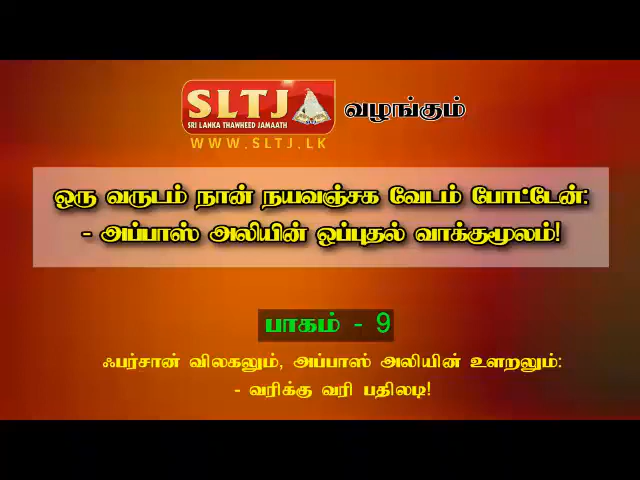 SLTJ வழங்கும்
SRI LANKA THAWHEED JAMAATH
WWW.SLTJ.LK
ஒரு வருடம் நான் நயவஞ்சக வேடம் போட்டேன்:
- அப்பாஸ் அலியின் ஒப்புதல் வாக்குமூலம்!
பாகம் - 9
ஃபர்சான் விலகலும், அப்பாஸ் அலியின் உளறலும்:
- வரிக்கு வரி பதிலடி!